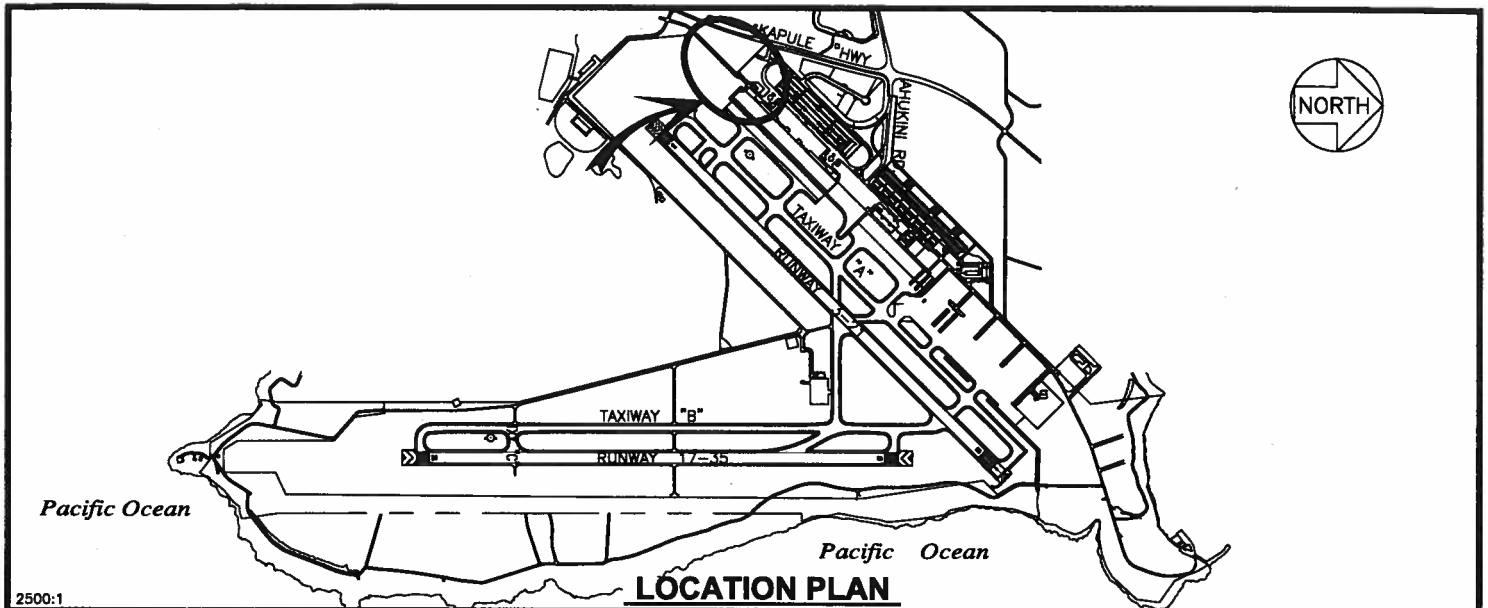 "KAPULE" HWY
NORTH
AHUKINI RD
TAXIWAY
"A"
RUNWAY
TAXIWAY "B"
RUNWAY 17-35
Pacific Ocean
Pacific Ocean
LOCATION PLAN
2500:1